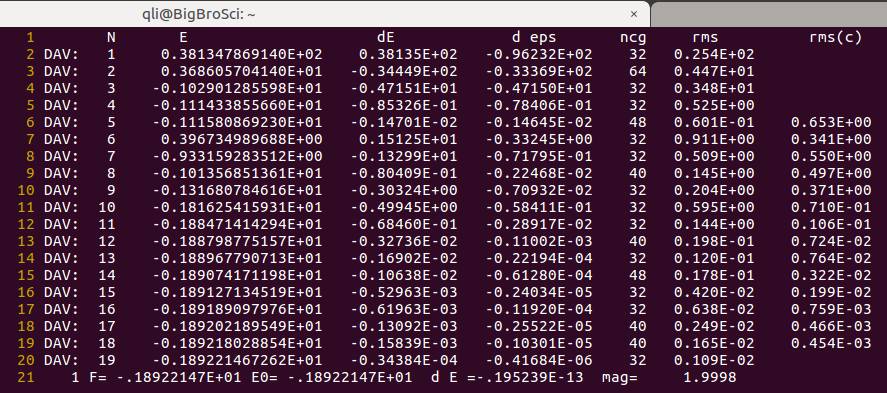 qli@BigBroSci: ~ ×
1 N E dE d eps ncg rms rms(c)
2 DAV: 1 0.381347869140E+02 0.38135E+02 -0.96232E+02 32 0.254E+02
3 DAV: 2 0.368605704140E+01 -0.34449E+02 -0.33369E+02 64 0.447E+01
4 DAV: 3 -0.102901285598E+01 -0.47151E+01 -0.47150E+01 32 0.348E+01
5 DAV: 4 -0.111433855660E+01 -0.85326E-01 -0.78406E-01 32 0.525E+00
6 DAV: 5 -0.111580869230E+01 -0.14701E-02 -0.14645E-02 48 0.601E-01 0.653E+00
7 DAV: 6 0.396734989688E+00 0.15125E+01 -0.33245E+00 32 0.911E+00 0.341E+00
8 DAV: 7 -0.933159283512E+00 -0.13299E+01 -0.71795E-01 32 0.509E+00 0.550E+00
9 DAV: 8 -0.101356851361E+01 -0.80409E-01 -0.22468E-02 40 0.145E+00 0.497E+00
10 DAV: 9 -0.131680784616E+01 -0.30324E+00 -0.70932E-02 32 0.204E+00 0.371E+00
11 DAV: 10 -0.181625415931E+01 -0.49945E+00 -0.58411E-01 32 0.595E+00 0.710E-01
12 DAV: 11 -0.188471414294E+01 -0.68460E-01 -0.28917E-02 32 0.144E+00 0.106E-01
13 DAV: 12 -0.188798775157E+01 -0.32736E-02 -0.11002E-03 40 0.198E-01 0.724E-02
14 DAV: 13 -0.188967790713E+01 -0.16902E-02 -0.22194E-04 32 0.120E-01 0.764E-02
15 DAV: 14 -0.189074171198E+01 -0.10638E-02 -0.61280E-04 48 0.178E-01 0.322E-02
16 DAV: 15 -0.189127134519E+01 -0.52963E-03 -0.24034E-05 32 0.420E-02 0.199E-02
17 DAV: 16 -0.189189097976E+01 -0.61963E-03 -0.11920E-04 32 0.638E-02 0.759E-03
18 DAV: 17 -0.189202189549E+01 -0.13092E-03 -0.25522E-05 40 0.249E-02 0.466E-03
19 DAV: 18 -0.189218028854E+01 -0.15839E-03 -0.10301E-05 40 0.165E-02 0.454E-03
20 DAV: 19 -0.189221467262E+01 -0.34384E-04 -0.41684E-06 32 0.109E-02
21 1 F= -.18922147E+01 E0= -.18922147E+01 d E =-.195239E-13 mag= 1.9998